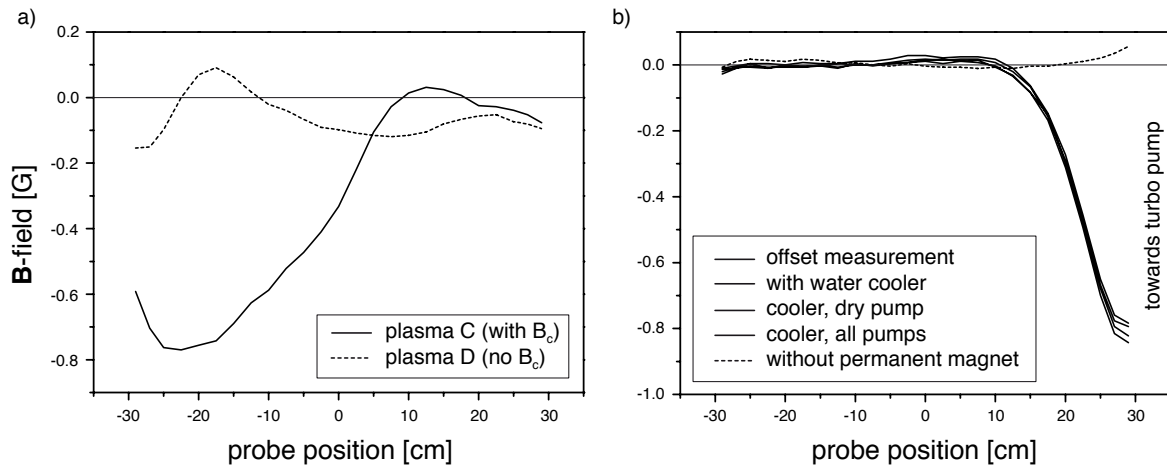 a)
0.2
0.0
-0.2
-0.4
-0.6
-0.8
B-field [G]
-30 -20 -10 0 10 20 30
probe position [cm]
plasma C (with Bc)
plasma D (no Bc)
b)
0.0
-0.2
-0.4
-0.6
-0.8
-1.0
-30 -20 -10 0 10 20 30
probe position [cm]
offset measurement
with water cooler
cooler, dry pump
cooler, all pumps
without permanent magnet
towards turbo pump